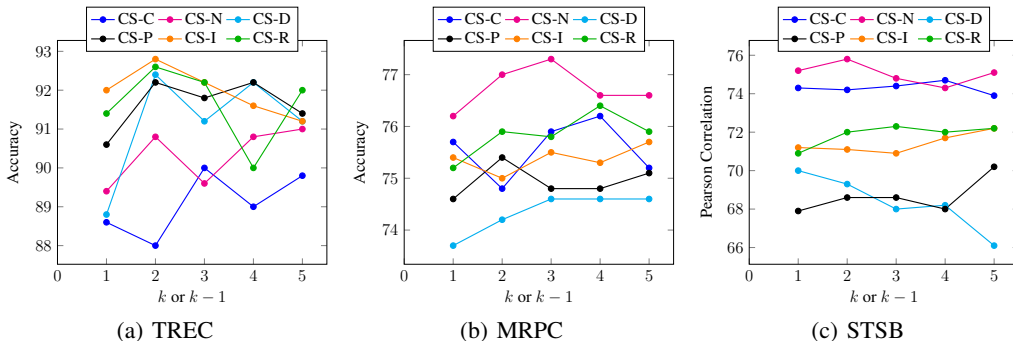 CS-C CS-N CS-D
CS-P CS-I CS-R
93
92
91
90
89
88
0 1 2 3 4 5
Accuracy
k or k − 1
(a) TREC
CS-C CS-N CS-D
CS-P CS-I CS-R
77
76
75
74
0 1 2 3 4 5
Accuracy
k or k − 1
(b) MRPC
CS-C CS-N CS-D
CS-P CS-I CS-R
76
74
72
70
68
66
0 1 2 3 4 5
Pearson Correlation
k or k − 1
(c) STSB